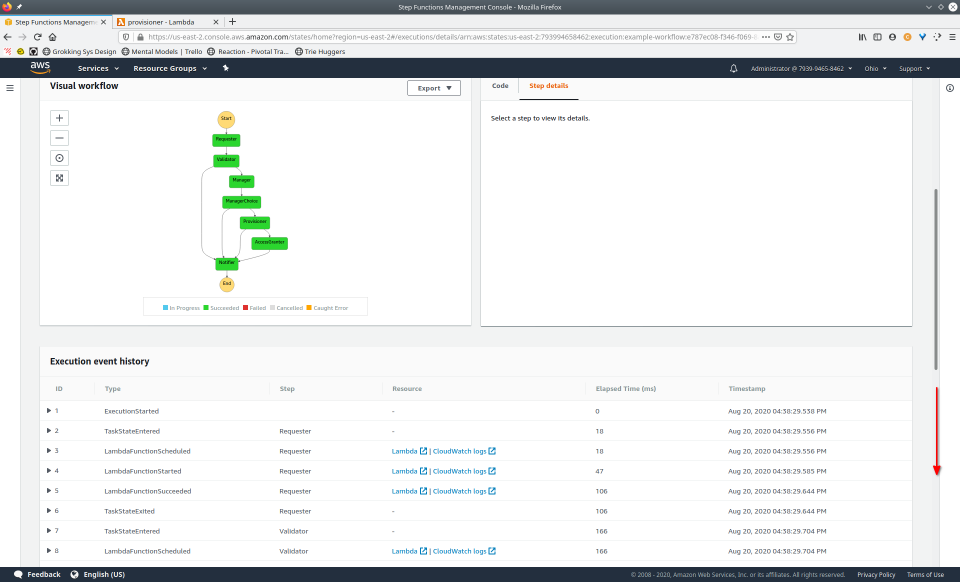 Step Functions Management Console - Mozilla Firefox
Step Functions Managem
provisioner - Lambda
https://us-east-2.console.aws.amazon.com/states/home?region=us-east-2#/executions/details/arn:aws:states:us-east-2:793994658462:execution:example-workflow:e787ec08-f346-f069
Grokking Sys Design
Mental Models | Trello
Reaction - Pivotal Tra...
Trie Huggers
aws
Services
Resource Groups
Administrator @ 7939-9465-8462
Ohio
Support
Visual workflow
Export
Code
Step details
Select a step to view its details.
Start
Requester
Validator
Manager
ManagerChoice
Provisioner
AccessGranter
Notifier
End
In Progress Succeeded Failed Cancelled Caught Error
Execution event history
ID Type Step Resource Elapsed Time (ms) Timestamp
1 ExecutionStarted - 0 Aug 20, 2020 04:38:29.538 PM
2 TaskStateEntered Requester - 18 Aug 20, 2020 04:38:29.556 PM
3 LambdaFunctionScheduled Requester Lambda | CloudWatch logs 18 Aug 20, 2020 04:38:29.556 PM
4 LambdaFunctionStarted Requester Lambda | CloudWatch logs 47 Aug 20, 2020 04:38:29.585 PM
5 LambdaFunctionSucceeded Requester Lambda | CloudWatch logs 106 Aug 20, 2020 04:38:29.644 PM
6 TaskStateExited Requester - 106 Aug 20, 2020 04:38:29.644 PM
7 TaskStateEntered Validator - 166 Aug 20, 2020 04:38:29.704 PM
8 LambdaFunctionScheduled Validator Lambda | CloudWatch logs 166 Aug 20, 2020 04:38:29.704 PM
Feedback
English (US)
© 2008 - 2020, Amazon Web Services, Inc. or its affiliates. All rights reserved.
Privacy Policy
Terms of Use